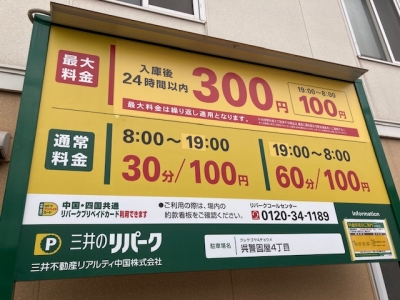 最大料金
入庫後
24時間以内
300円
19:00~8:00
100円
最大料金は繰り返し適用となります。
通常料金
8:00~19:00
30分/100円
19:00~8:00
60分/100円
中国・四国共通
リパークプリペイドカード利用できます
●ご利用の際は、場内の
約款看板をご確認ください。
リパークコールセンター
0120-34-1189
P 三井のリパーク
三井不動産リアルティ中国株式会社
駐車場名
呉警固屋4丁目
Information